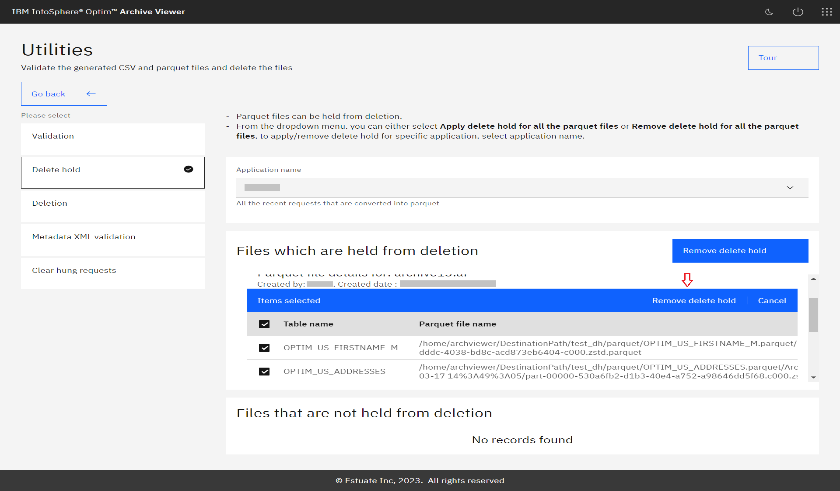 IBM InfoSphere® Optim™ Archive Viewer
Utilities
Validate the generated CSV and parquet files and delete the files
Tour
Go back
Please select
Validation
Delete hold
Deletion
Metadata XML validation
Clear hung requests
- Parquet files can be held from deletion.
- From the dropdown menu, you can either select Apply delete hold for all the parquet files or Remove delete hold for all the parquet
files. to apply/remove delete hold for specific application, select application name.
Application name
All the recent requests that are converted into parquet
Files which are held from deletion
Remove delete hold
Parquet file details for: archive15.af
Created by: , Created date :
Items selected
Remove delete hold
Cancel
Table name
Parquet file name
OPTIM_US_FIRSTNAME_M
/home/archviewer/DestinationPath/test_dh/parquet/OPTIM_US_FIRSTNAME_M.parquet/
dddc-4038-bd8c-acd873eb6404-c000.zstd.parquet
OPTIM_US_ADDRESSES
/home/archviewer/DestinationPath/test_dh/parquet/OPTIM_US_ADDRESSES.parquet/Arc
03-17 14%3A49%3A05/part-00000-530a6fb2-d1b3-40e4-a752-a98646dd5f68.c000.zs
Files that are not held from deletion
No records found
© Estuate Inc, 2023. All rights reserved